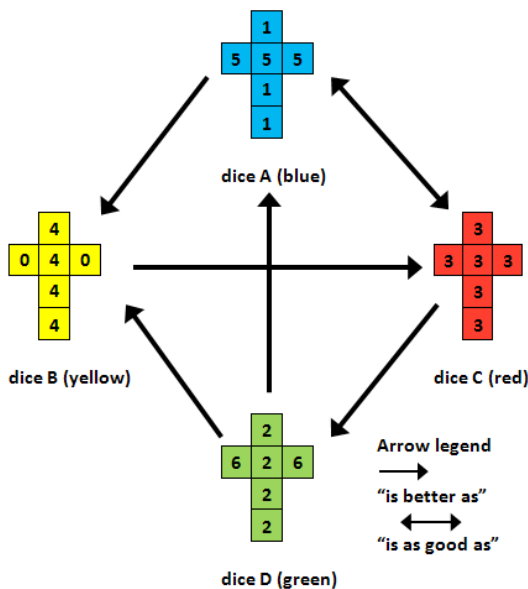 1
5 5 5
1
1
dice A (blue)
4
0 4 0
4
4
dice B (yellow)
3
3 3 3
3
3
dice C (red)
2
6 2 6
2
2
dice D (green)
Arrow legend
“is better as”
“is as good as”